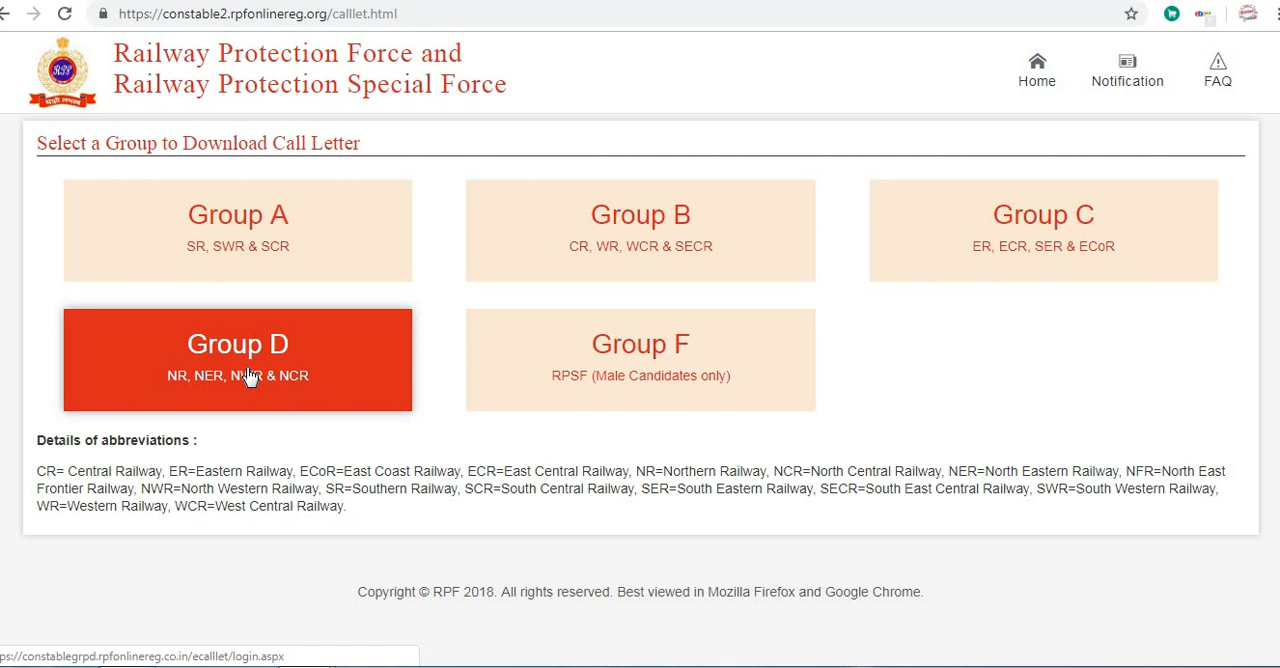 https://constable2.rpfonlinereg.org/calllet.html
Railway Protection Force and
Railway Protection Special Force
Home
Notification
FAQ
Select a Group to Download Call Letter
Group A
SR, SWR & SCR
Group B
CR, WR, WCR & SECR
Group C
ER, ECR, SER & ECoR
Group D
NR, NER, NWR & NCR
Group F
RPSF (Male Candidates only)
Details of abbreviations :
CR= Central Railway, ER=Eastern Railway, ECoR=East Coast Railway, ECR=East Central Railway, NR=Northern Railway, NCR=North Central Railway, NER=North Eastern Railway, NFR=North East
Frontier Railway, NWR=North Western Railway, SR=Southern Railway, SCR=South Central Railway, SER=South Eastern Railway, SECR=South East Central Railway, SWR=South Western Railway,
WR=Western Railway, WCR=West Central Railway.
Copyright © RPF 2018. All rights reserved. Best viewed in Mozilla Firefox and Google Chrome.
ps://constablegrpd.rpfonlinereg.co.in/ecalllet/login.aspx